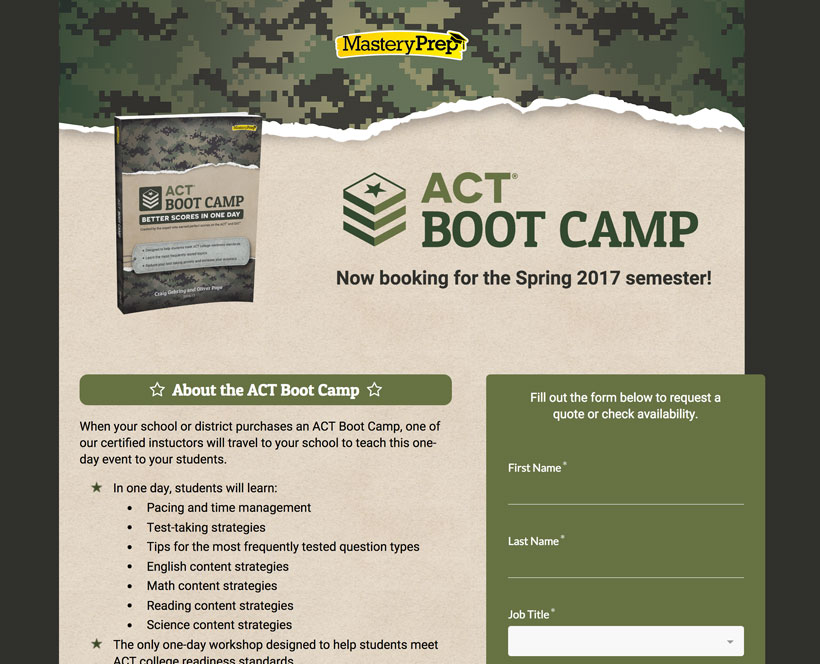 MasteryPrep
MasteryPrep
ACT
BOOT CAMP
BETTER SCORES IN ONE DAY
Craig Gehring and Oliver Pope
ACT®
BOOT CAMP
Now booking for the Spring 2017 semester!
About the ACT Boot Camp
When your school or district purchases an ACT Boot Camp, one of
our certified instuctors will travel to your school to teach this one-
day event to your students.
★ In one day, students will learn:
• Pacing and time management
• Test-taking strategies
• Tips for the most frequently tested question types
• English content strategies
• Math content strategies
• Reading content strategies
• Science content strategies
★ The only one-day workshop designed to help students meet
ACT college readiness standards
Fill out the form below to request a
quote or check availability.
First Name*
Last Name*
Job Title*